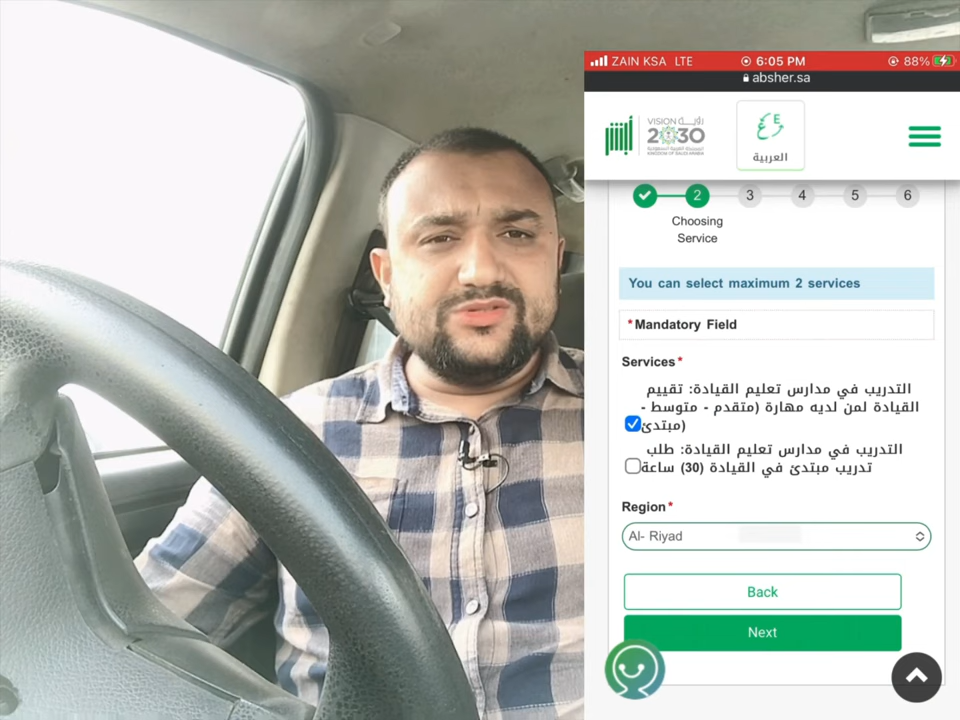 ZAIN KSA LTE 6:05 PM 88%
absher.sa
أبشر
VISION رؤيــة
2030
المملكة العربية السعودية
KINGDOM OF SAUDI ARABIA
E ع
العربية
2 3 4 5 6
Choosing
Service
You can select maximum 2 services
*Mandatory Field
Services*
التدريب في مدارس تعليم القيادة: تقييم
القيادة لمن لديه مهارة (متقدم - متوسط -
مبتدئ)
التدريب في مدارس تعليم القيادة: طلب
تدريب مبتدئ في القيادة (30) ساعة
Region*
Al- Riyad
Back
Next